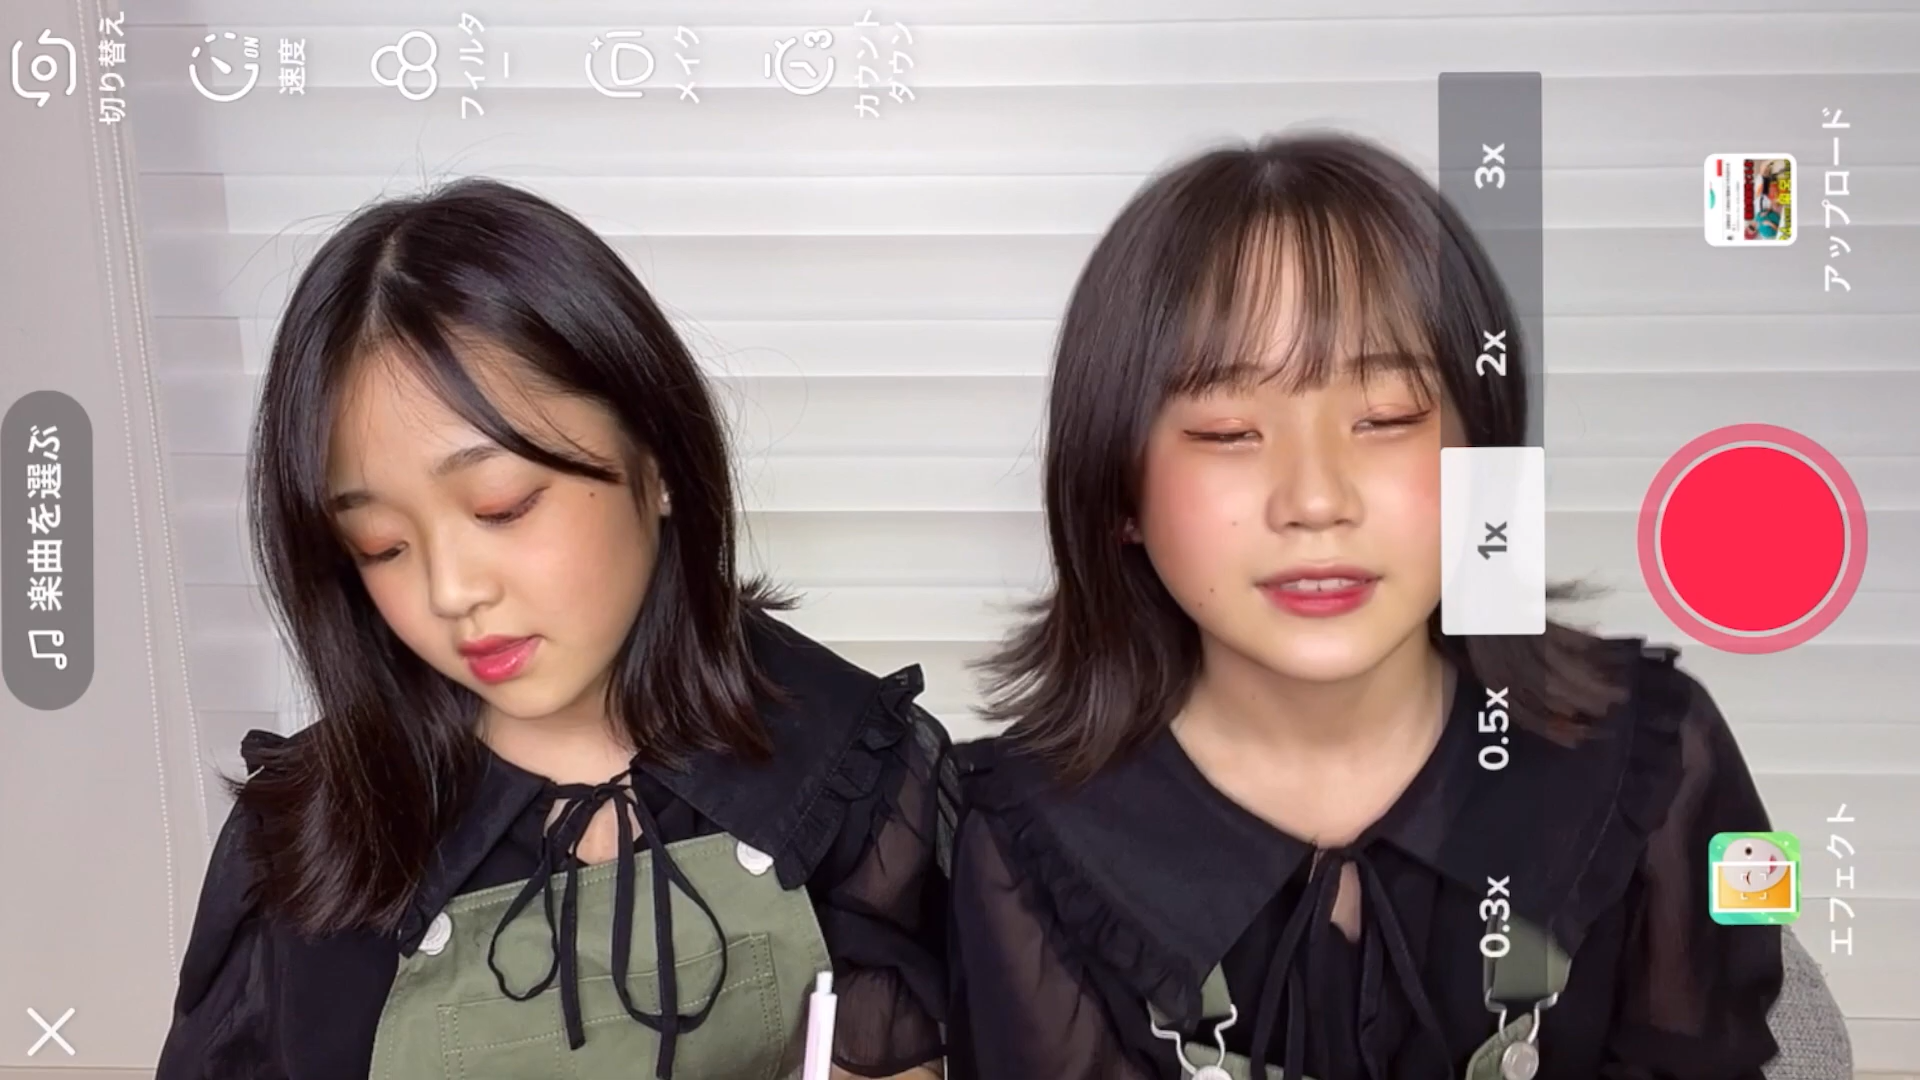 楽曲を選ぶ
切り替え
ON
速度
フィルタ
ー
メイク
3
カウント
ダウン
3x
2x
1x
0.5x
0.3x
アップロード
エフェクト